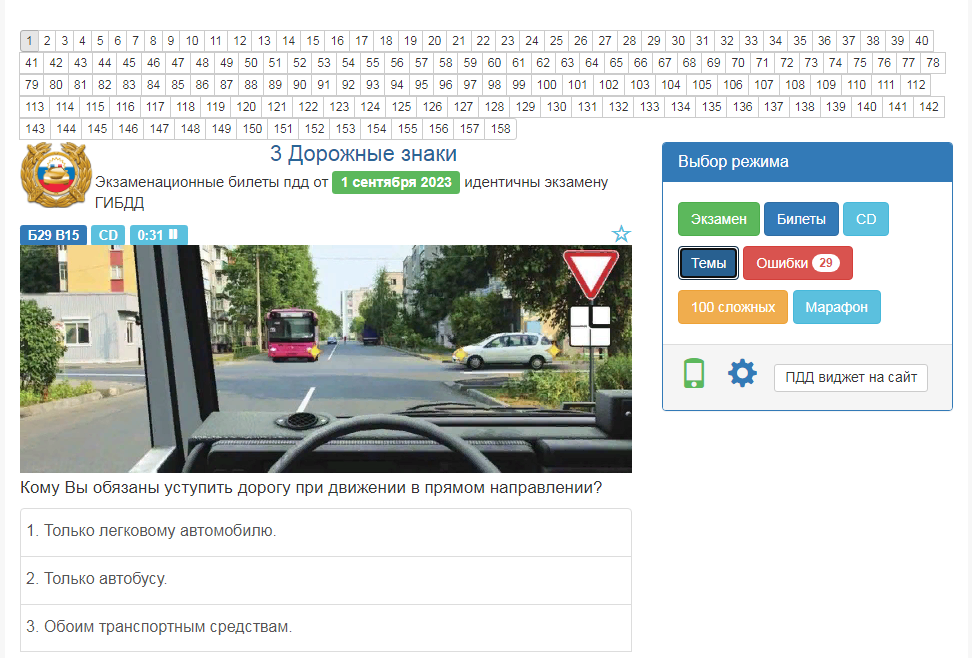 1 2 3 4 5 6 7 8 9 10 11 12 13 14 15 16 17 18 19 20 21 22 23 24 25 26 27 28 29 30 31 32 33 34 35 36 37 38 39 40
41 42 43 44 45 46 47 48 49 50 51 52 53 54 55 56 57 58 59 60 61 62 63 64 65 66 67 68 69 70 71 72 73 74 75 76 77 78
79 80 81 82 83 84 85 86 87 88 89 90 91 92 93 94 95 96 97 98 99 100 101 102 103 104 105 106 107 108 109 110 111 112
113 114 115 116 117 118 119 120 121 122 123 124 125 126 127 128 129 130 131 132 133 134 135 136 137 138 139 140 141 142
143 144 145 146 147 148 149 150 151 152 153 154 155 156 157 158
3 Дорожные знаки
Экзаменационные билеты пдд от 1 сентября 2023 идентичны экзамену
ГИБДД
Б29 В15 CD 0:31
Кому Вы обязаны уступить дорогу при движении в прямом направлении?
1. Только легковому автомобилю.
2. Только автобусу.
3. Обоим транспортным средствам.
Выбор режима
Экзамен Билеты CD
Темы Ошибки 29
100 сложных Марафон
ПДД виджет на сайт